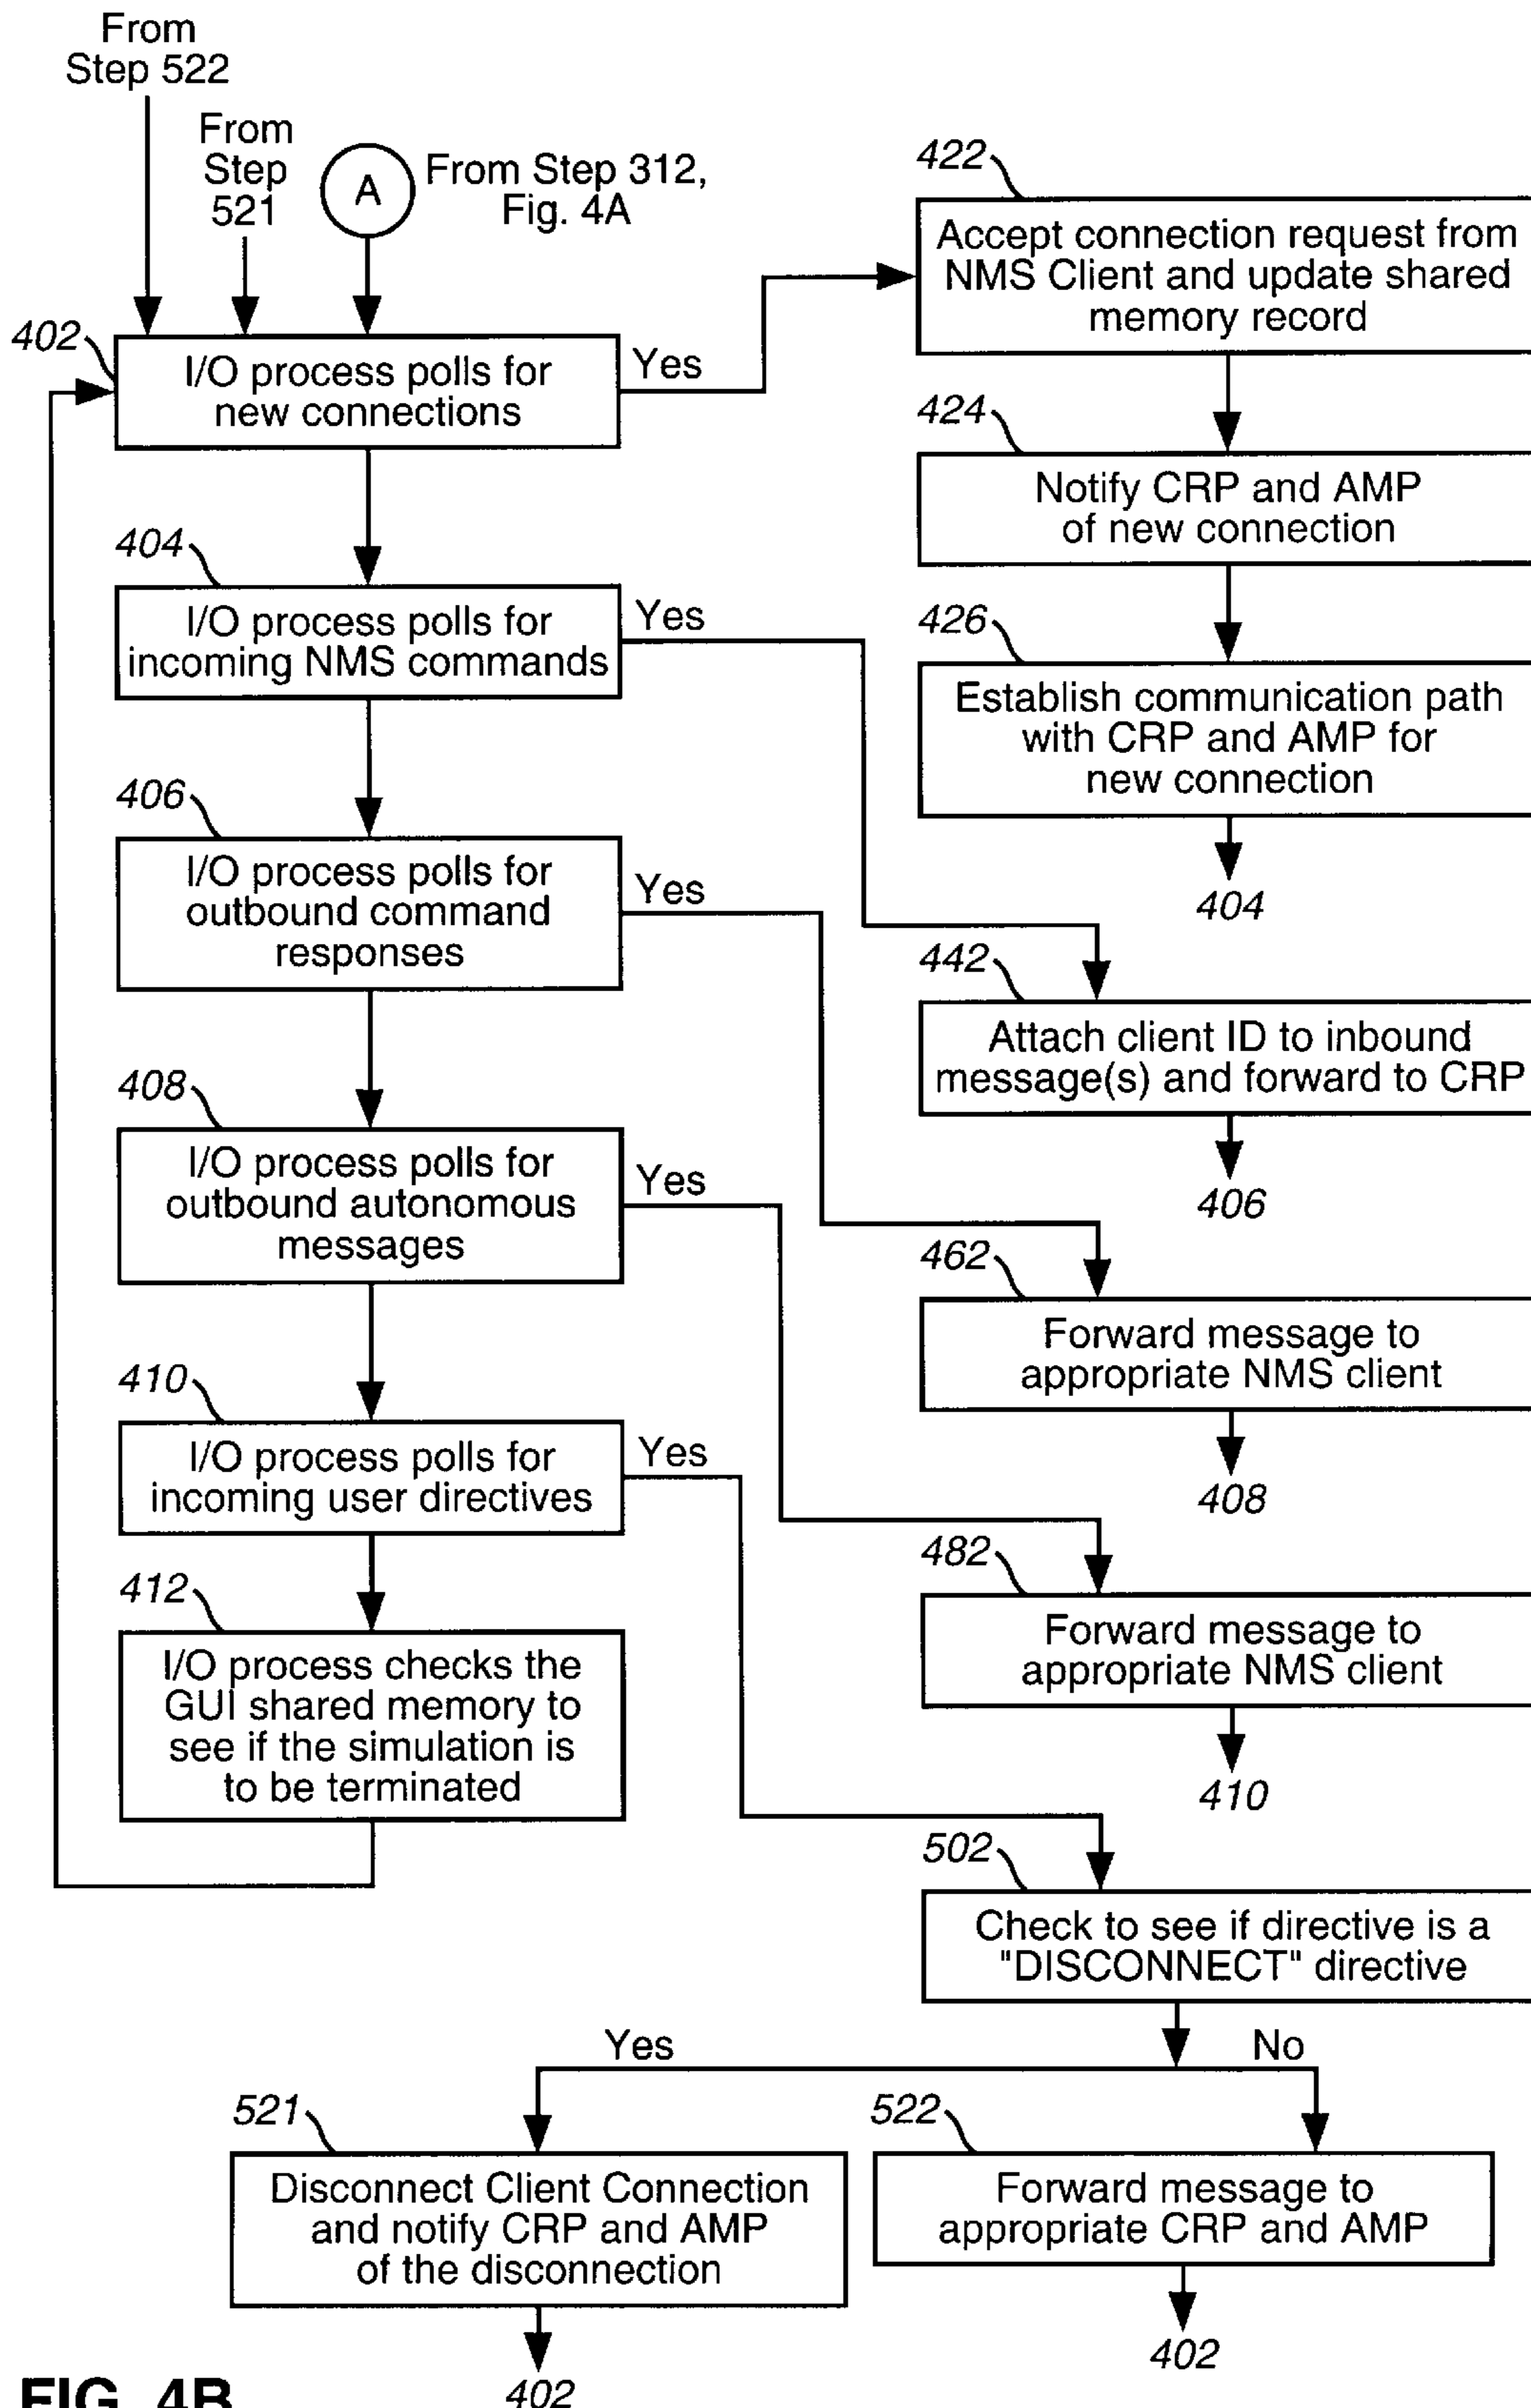 From
Step 522
From
Step
521
A
From Step 312,
Fig. 4A
402
I/O process polls for
new connections
Yes
422
Accept connection request from
NMS Client and update shared
memory record
424
Notify CRP and AMP
of new connection
426
Establish communication path
with CRP and AMP for
new connection
404
404
I/O process polls for
incoming NMS commands
Yes
442
Attach client ID to inbound
message(s) and forward to CRP
406
406
I/O process polls for
outbound command
responses
Yes
462
Forward message to
appropriate NMS client
408
408
I/O process polls for
outbound autonomous
messages
Yes
482
Forward message to
appropriate NMS client
410
410
I/O process polls for
incoming user directives
Yes
412
I/O process checks the
GUI shared memory to
see if the simulation is
to be terminated
502
Check to see if directive is a
"DISCONNECT" directive
Yes
No
521
Disconnect Client Connection
and notify CRP and AMP
of the disconnection
402
522
Forward message to
appropriate CRP and AMP
402
FIG. 4B